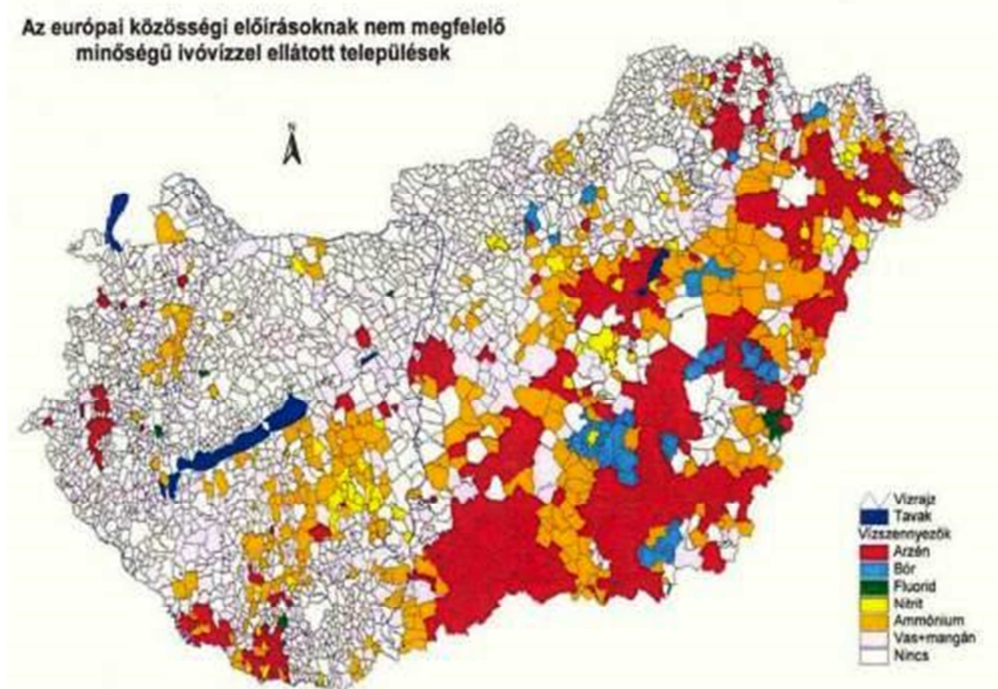 Az európai közösségi előírásoknak nem megfelelő
minőségű ivóvízzel ellátott települések
N
Vízrajz
Tavak
Vízszennyezők
Arzén
Bór
Fluorid
Nitrit
Ammónium
Vas+mangán
Nincs